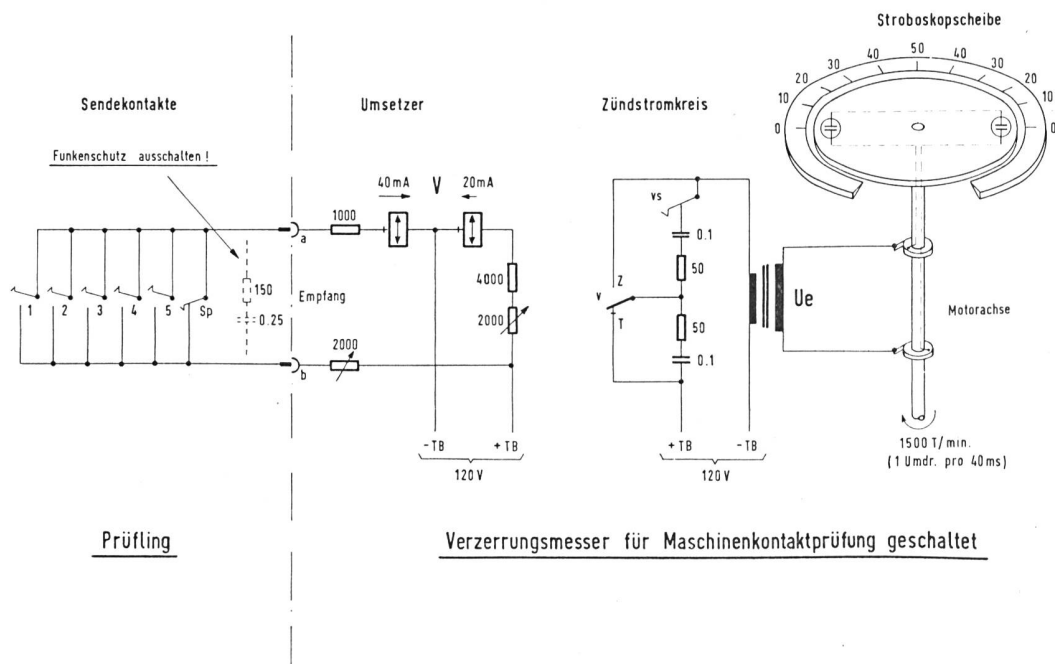 Stroboskopscheibe
0 10 20 30 40 50 40 30 20 10 0
Sendekontakte
Umsetzer
Zündstromkreis
Funkenschutz ausschalten !
40mA V 20mA
1000
a
4000
2000
1 2 3 4 5 Sp
150
0.25
Empfang
2000
b
-TB +TB
120V
vs
0.1
50
Z
v
T
50
0.1
Ue
+TB -TB
120V
Motorachse
1500 T/min.
(1 Umdr. pro 40ms)
Prüfling
Verzerrungsmesser für Maschinenkontaktprüfung geschaltet